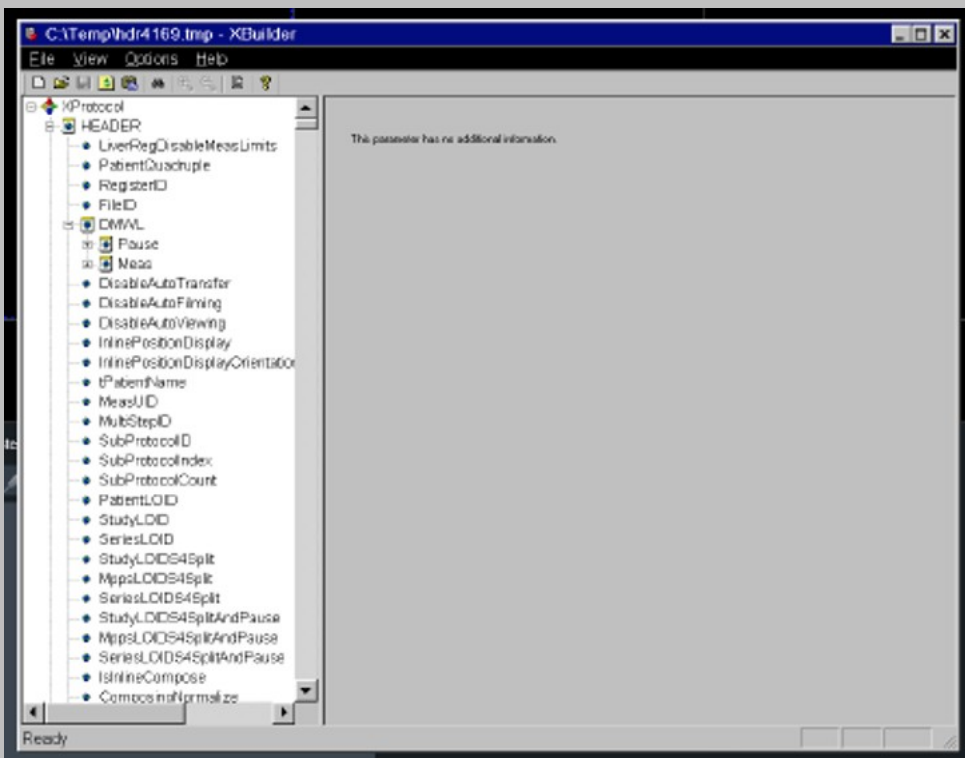 C:\Temp\hdr4169.tmp - XBuilder
File View Options Help
XProtocol
HEADER
LiverRegDisableMeasLimits
PatientQuadruple
RegisterID
FileID
DMWL
Pause
Meas
DisableAutoTransfer
DisableAutoFilming
DisableAutoViewing
InlinePositionDisplay
InlinePositionDisplayOrientation
tPatientName
MeasUID
MultiStepID
SubProtocolID
SubProtocolIndex
SubProtocolCount
PatientLOID
StudyLOID
SeriesLOID
StudyLOIDS4Split
MppsLOIDS4Split
SeriesLOIDS4Split
StudyLOIDS4SplitAndPause
MppsLOIDS4SplitAndPause
SeriesLOIDS4SplitAndPause
IsInlineCompose
ComposingNormalize
This parameter has no additional information.
Ready